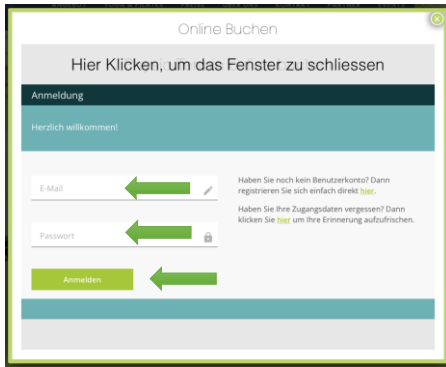 Online Buchen
Hier Klicken, um das Fenster zu schliessen
Anmeldung
Herzlich willkommen!
E-Mail
Haben Sie noch kein Benutzerkonto? Dann
registrieren Sie sich einfach direkt hier.
Haben Sie Ihre Zugangsdaten vergessen? Dann
klicken Sie hier um Ihre Erinnerung aufzufrischen.
Passwort
Anmelden